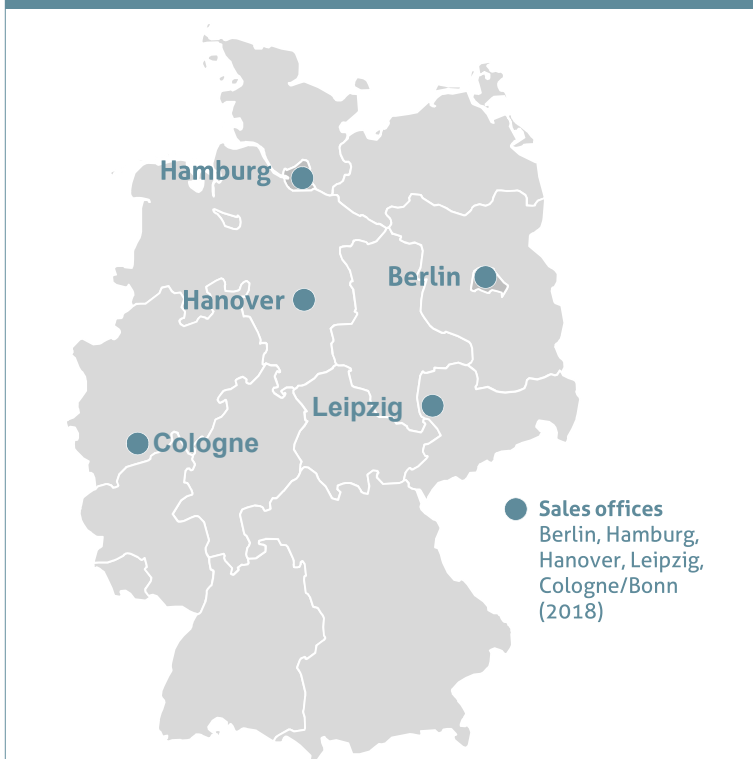 Hamburg
Berlin
Hanover
Leipzig
Cologne
Sales offices
Berlin, Hamburg,
Hanover, Leipzig,
Cologne/Bonn
(2018)